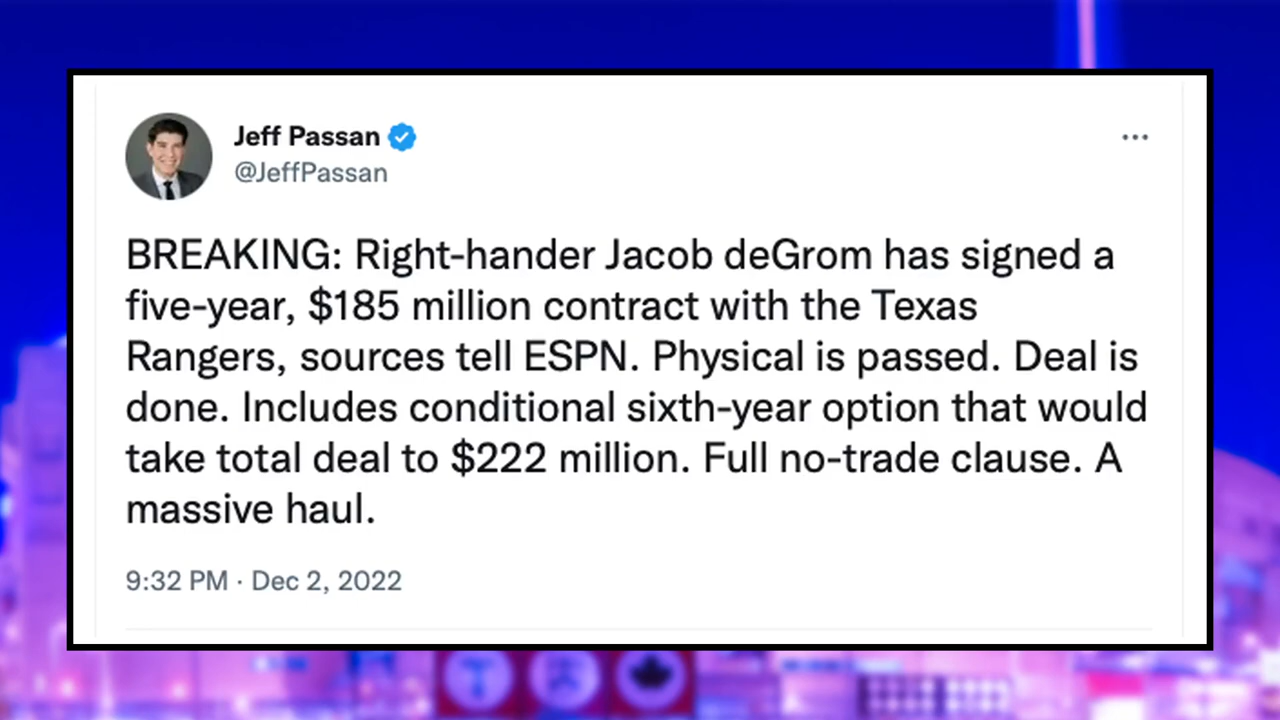 Jeff Passan
@JeffPassan
BREAKING: Right-hander Jacob deGrom has signed a
five-year, $185 million contract with the Texas
Rangers, sources tell ESPN. Physical is passed. Deal is
done. Includes conditional sixth-year option that would
take total deal to $222 million. Full no-trade clause. A
massive haul.
9:32 PM · Dec 2, 2022